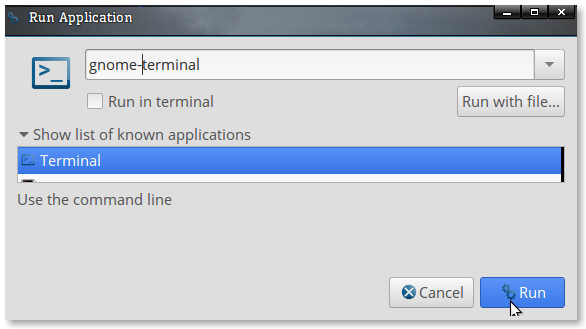 Run Application
gnome-terminal
Run in terminal
Run with file...
Show list of known applications
Terminal
Use the command line
Cancel
Run